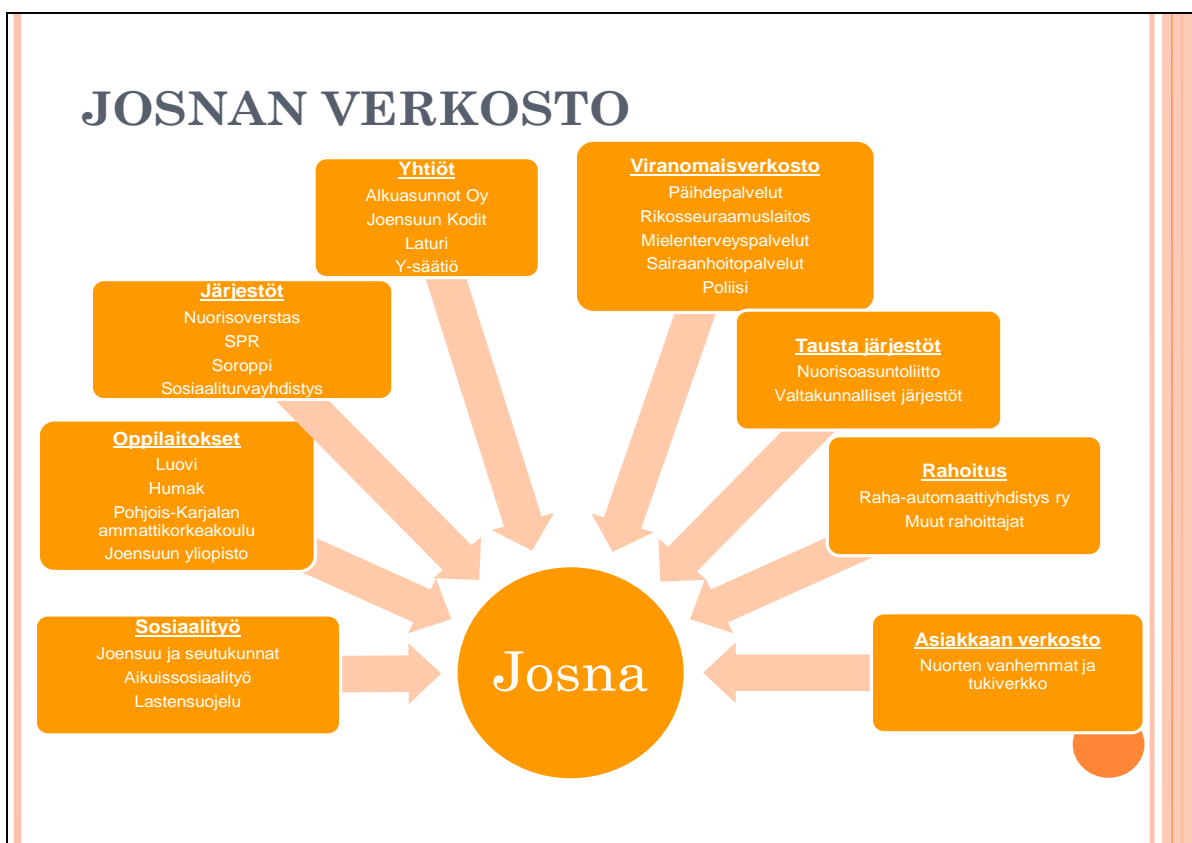 JOSNAN VERKOSTO
Yhtiöt
Alkuasunnot Oy
Joensuun Kodit
Laturi
Y-säätiö
Viranomaisverkosto
Päihdepalvelut
Rikosseuraamuslaitos
Mielenterveyspalvelut
Sairaanhoitopalvelut
Poliisi
Järjestöt
Nuorisoverstas
SPR
Soroppi
Sosiaaliturvayhdistys
Tausta järjestöt
Nuorisoasuntoliitto
Valtakunnalliset järjestöt
Oppilaitokset
Luovi
Humak
Pohjois-Karjalan
ammattikorkeakoulu
Joensuun yliopisto
Rahoitus
Raha-automaattiyhdistys ry
Muut rahoittajat
Sosiaalityö
Joensuu ja seutukunnat
Aikuissosiaalityö
Lastensuojelu
Josna
Asiakkaan verkosto
Nuorten vanhemmat ja
tukiverkko